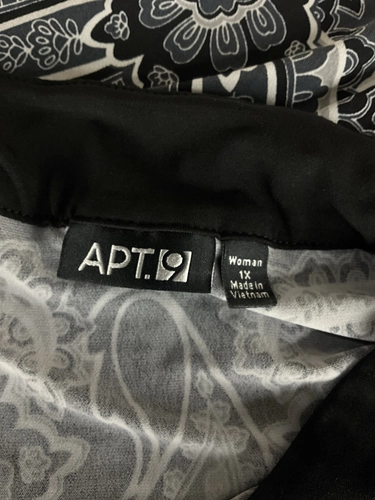 APT.9
Woman
1X
Made in
Vietnam